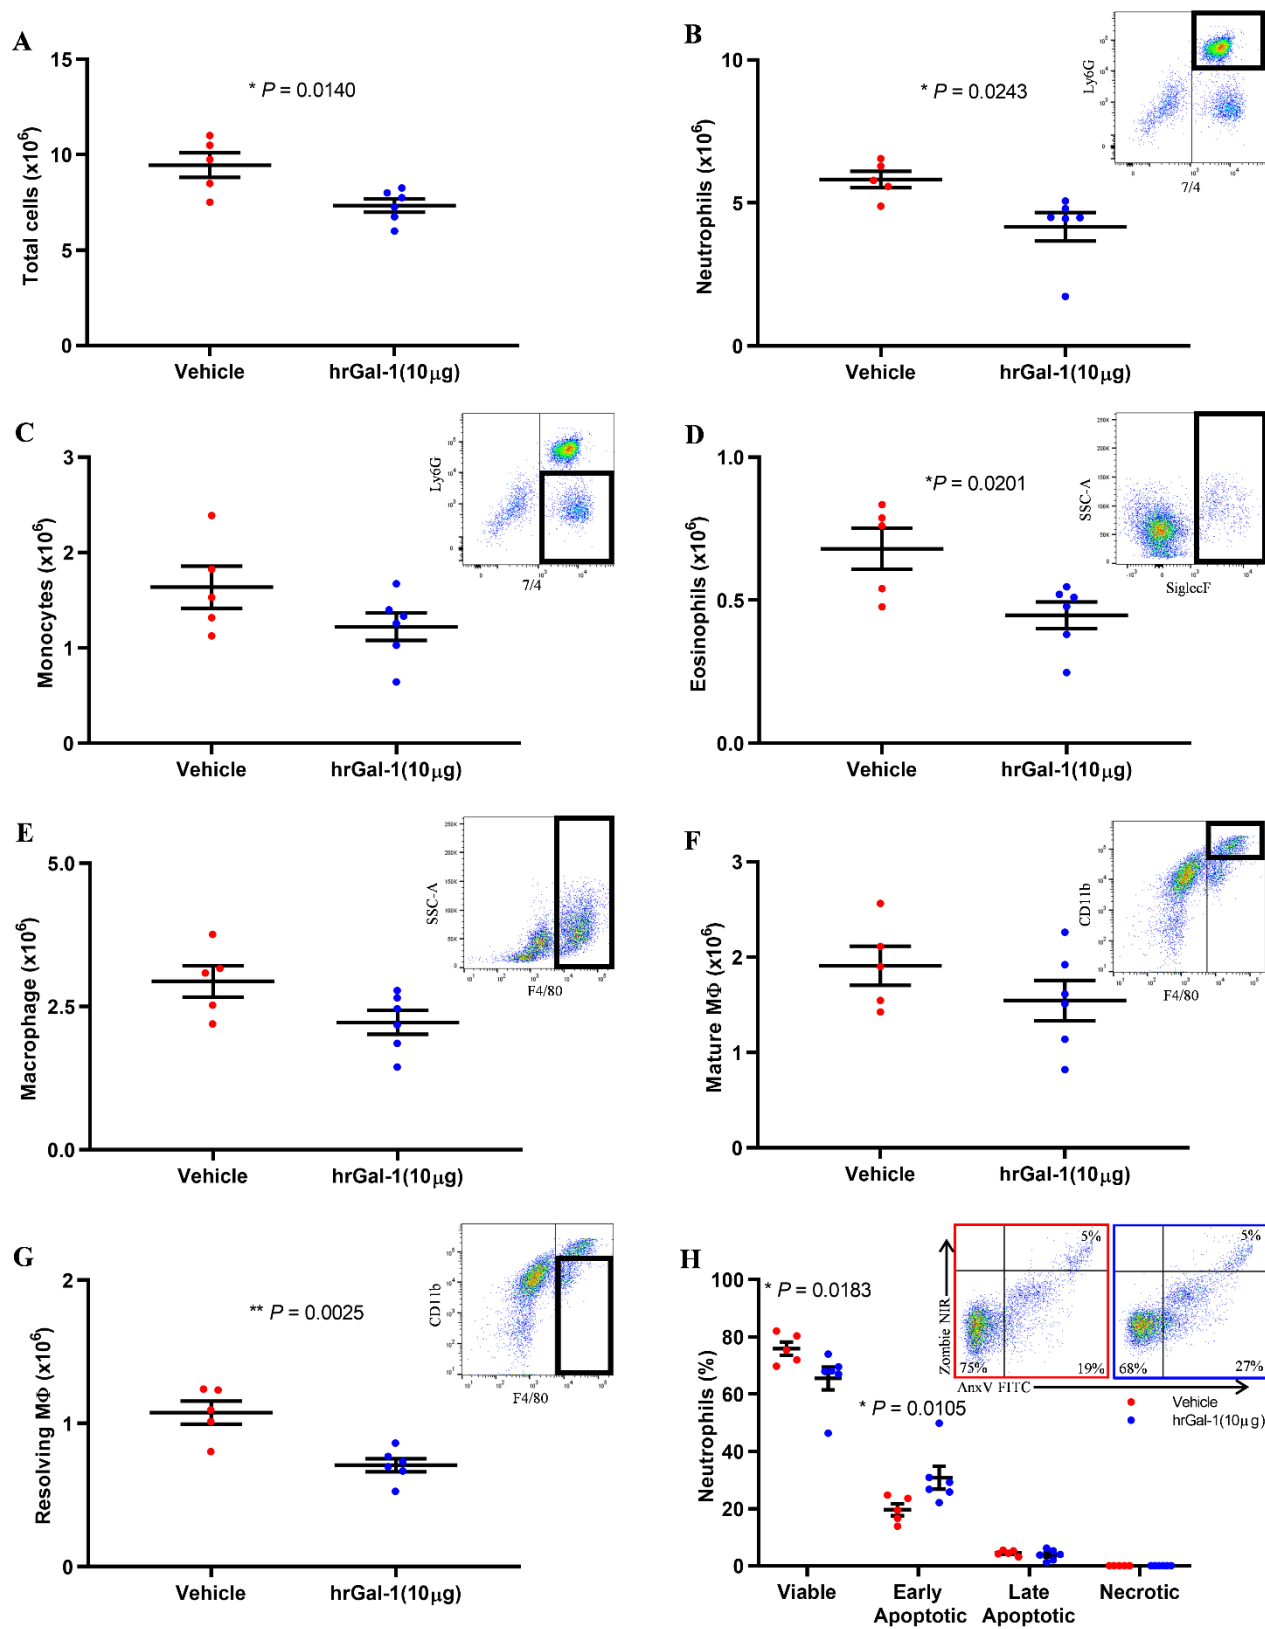 A
Total cells (x10⁶)
15
10
5
0
* P = 0.0140
Vehicle
hrGal-1(10µg)
B
Neutrophils (x10⁶)
10
5
0
* P = 0.0243
Vehicle
hrGal-1(10µg)
Ly6G
7/4
C
Monocytes (x10⁶)
3
2
1
0
Vehicle
hrGal-1(10µg)
Ly6G
7/4
D
Eosinophils (x10⁶)
1.0
0.5
0.0
*P = 0.0201
Vehicle
hrGal-1(10µg)
SSC-A
SiglecF
E
Macrophage (x10⁶)
5.0
2.5
0.0
Vehicle
hrGal-1(10µg)
SSC-A
F4/80
F
Mature MΦ (x10⁶)
3
2
1
0
Vehicle
hrGal-1(10µg)
CD11b
F4/80
G
Resolving MΦ (x10⁶)
2
1
0
** P = 0.0025
Vehicle
hrGal-1(10µg)
CD11b
F4/80
H
Neutrophils (%)
100
80
60
40
20
0
* P = 0.0183
* P = 0.0105
Viable
Early
Apoptotic
Late
Apoptotic
Necrotic
Zombie NIR
5%
75%
19%
5%
68%
27%
AnxV FITC
Vehicle
hrGal-1(10µg)